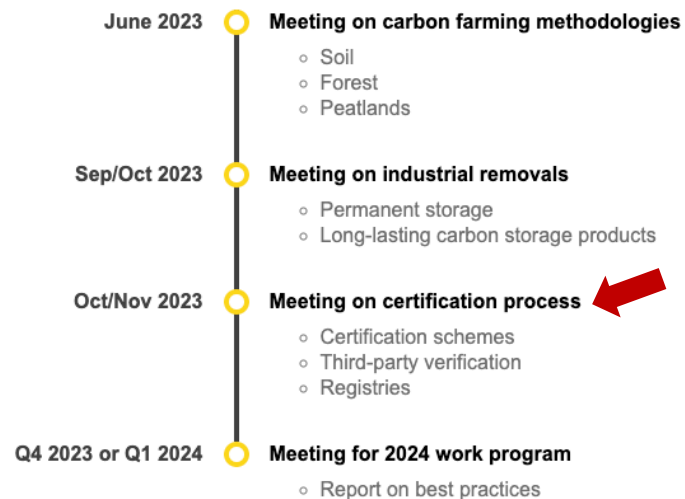 June 2023 Meeting on carbon farming methodologies
Soil
Forest
Peatlands
Sep/Oct 2023 Meeting on industrial removals
Permanent storage
Long-lasting carbon storage products
Oct/Nov 2023 Meeting on certification process
Certification schemes
Third-party verification
Registries
Q4 2023 or Q1 2024 Meeting for 2024 work program
Report on best practices